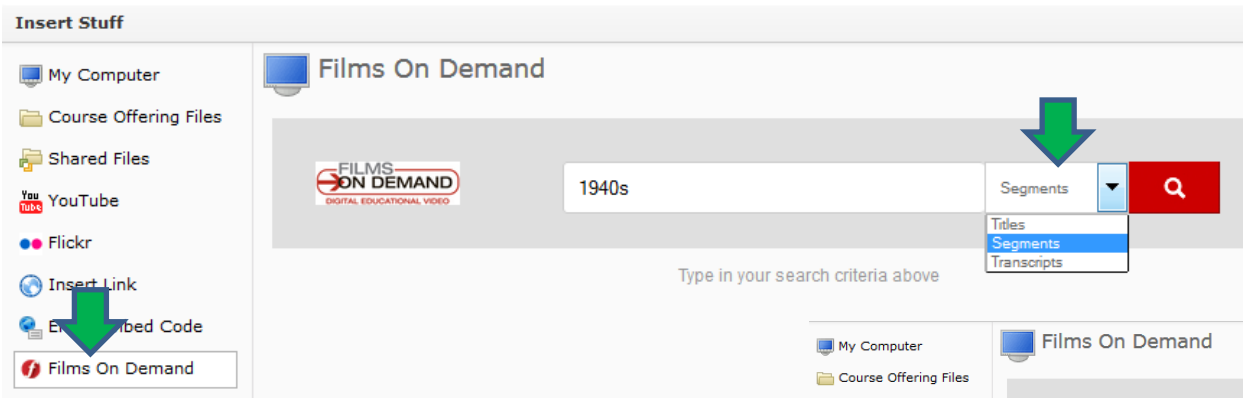 Insert Stuff
My Computer
Course Offering Files
Shared Files
You Tube YouTube
Flickr
Insert Link
bed Code
Films On Demand
Films On Demand
FILMS ON DEMAND
DIGITAL EDUCATIONAL VIDEO
1940s
Segments
Titles
Segments
Transcripts
Type in your search criteria above
My Computer
Course Offering Files
Films On Demand